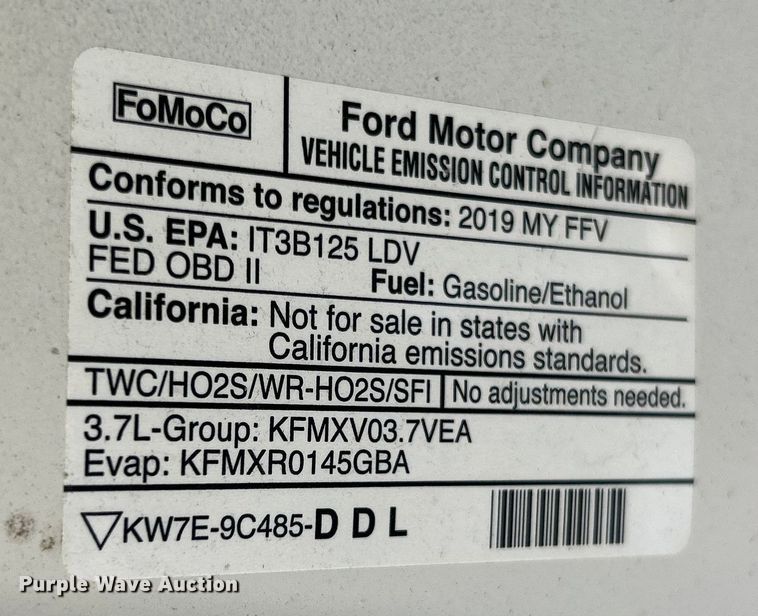 FoMoCo
Ford Motor Company
VEHICLE EMISSION CONTROL INFORMATION
Conforms to regulations: 2019 MY FFV
U.S. EPA: IT3B125 LDV
FED OBD II Fuel: Gasoline/Ethanol
California: Not for sale in states with
California emissions standards.
TWC/HO2S/WR-HO2S/SFI No adjustments needed.
3.7L-Group: KFMXV03.7VEA
Evap: KFMXR0145GBA
▽KW7E-9C485-D D L
Purple Wave Auction